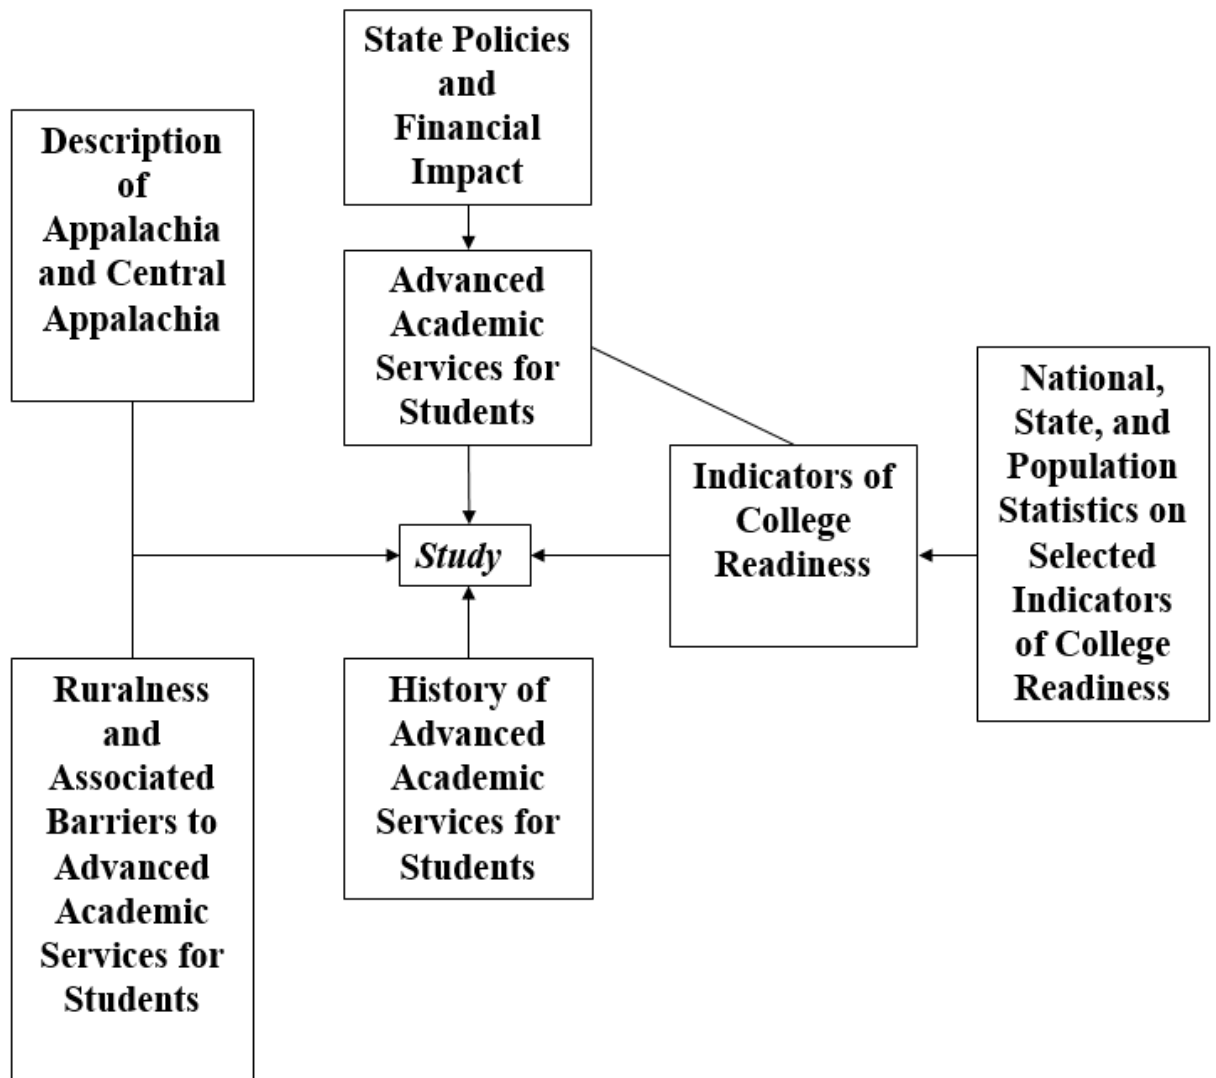 State Policies
and
Financial
Impact
Description
of
Appalachia
and Central
Appalachia
Advanced
Academic
Services for
Students
National,
State, and
Population
Statistics on
Selected
Indicators
of College
Readiness
Indicators of
College
Readiness
Study
Ruralness
and
Associated
Barriers to
Advanced
Academic
Services for
Students
History of
Advanced
Academic
Services for
Students